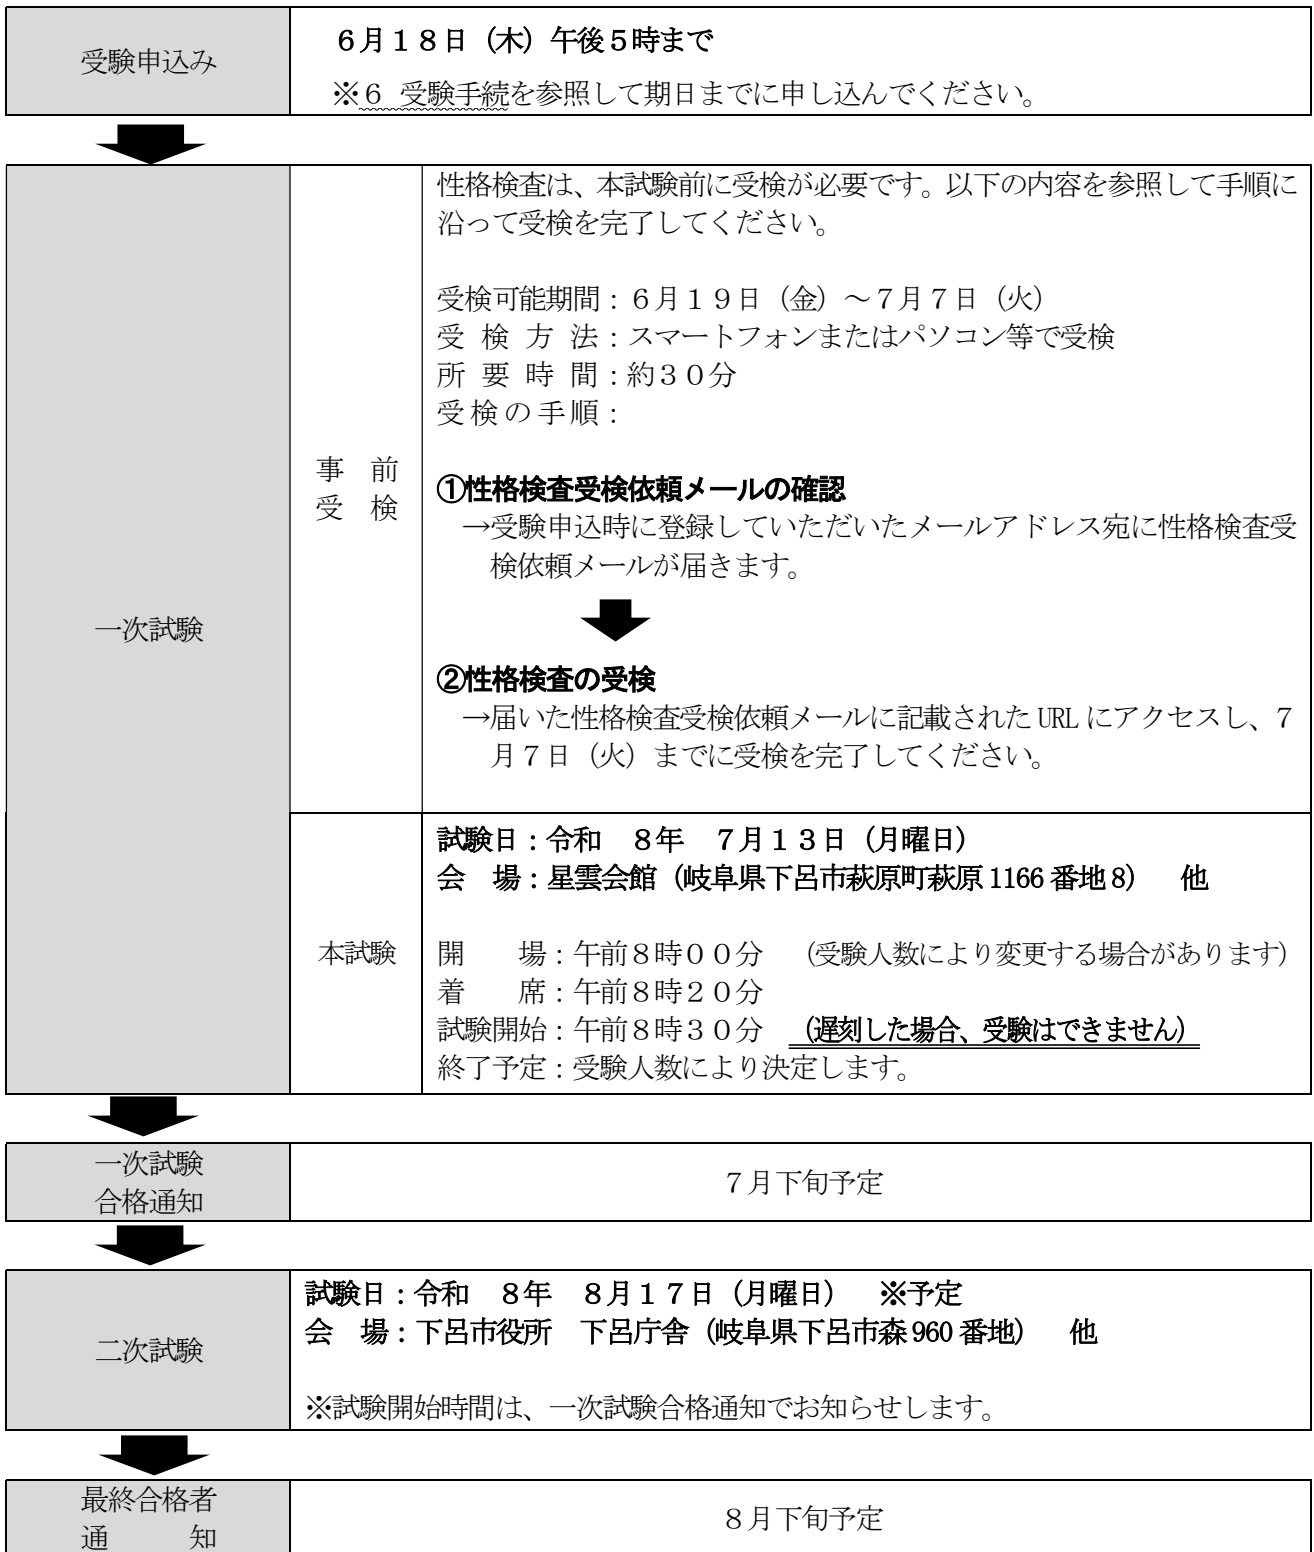 受験申込み
６月１８日（木）午後５時まで
※６ 受験手続を参照して期日までに申し込んでください。
一次試験
事　前
受　検
性格検査は、本試験前に受検が必要です。以下の内容を参照して手順に
沿って受検を完了してください。
受検可能期間：６月１９日（金）～７月７日（火）
受 検 方 法：スマートフォンまたはパソコン等で受検
所 要 時 間：約３０分
受検の手順：
①性格検査受検依頼メールの確認
→受験申込時に登録していただいたメールアドレス宛に性格検査受
検依頼メールが届きます。
②性格検査の受検
→届いた性格検査受検依頼メールに記載された URL にアクセスし、７
月７日（火）までに受検を完了してください。
本試験
試験日：令和　８年　７月１３日（月曜日）
会　場：星雲会館（岐阜県下呂市萩原町萩原 1166 番地 8）　他
開　　場：午前８時００分　（受験人数により変更する場合があります）
着　　席：午前８時２０分
試験開始：午前８時３０分　（遅刻した場合、受験はできません）
終了予定：受験人数により決定します。
一次試験
合格通知
７月下旬予定
二次試験
試験日：令和　８年　８月１７日（月曜日）　※予定
会　場：下呂市役所　下呂庁舎（岐阜県下呂市森 960 番地）　他
※試験開始時間は、一次試験合格通知でお知らせします。
最終合格者
通　　　知
８月下旬予定